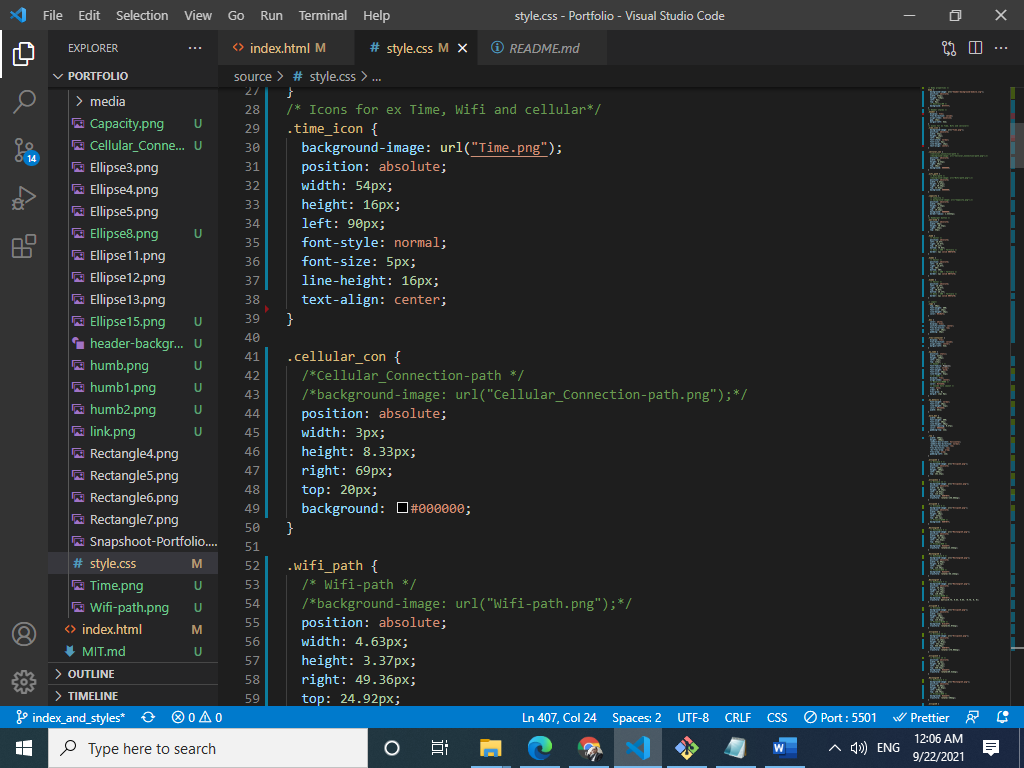 File Edit Selection View Go Run Terminal Help style.css - Portfolio - Visual Studio Code
EXPLORER ···
index.html M
# style.css M
README.md
PORTFOLIO
source > # style.css > ...
media
Capacity.png U
Cellular_Conne... U
Ellipse3.png
Ellipse4.png
Ellipse5.png
Ellipse8.png U
Ellipse11.png
Ellipse12.png
Ellipse13.png
Ellipse15.png U
header-backgr... U
humb.png U
humb1.png U
humb2.png U
link.png U
Rectangle4.png
Rectangle5.png
Rectangle6.png
Rectangle7.png
Snapshoot-Portfolio....
# style.css M
Time.png U
Wifi-path.png U
index.html M
MIT.md U
OUTLINE
TIMELINE
14
27 }
28 /* Icons for ex Time, Wifi and cellular*/
29 .time_icon {
30 background-image: url("Time.png");
31 position: absolute;
32 width: 54px;
33 height: 16px;
34 left: 90px;
35 font-style: normal;
36 font-size: 5px;
37 line-height: 16px;
38 text-align: center;
39 }
40
41 .cellular_con {
42 /*Cellular_Connection-path */
43 /*background-image: url("Cellular_Connection-path.png");*/
44 position: absolute;
45 width: 3px;
46 height: 8.33px;
47 right: 69px;
48 top: 20px;
49 background: #000000;
50 }
51
52 .wifi_path {
53 /* Wifi-path */
54 /*background-image: url("Wifi-path.png");*/
55 position: absolute;
56 width: 4.63px;
57 height: 3.37px;
58 right: 49.36px;
59 top: 24.92px;
index_and_styles* 0 0 Ln 407, Col 24 Spaces: 2 UTF-8 CRLF CSS Port : 5501 Prettier
Type here to search
ENG
12:06 AM
9/22/2021